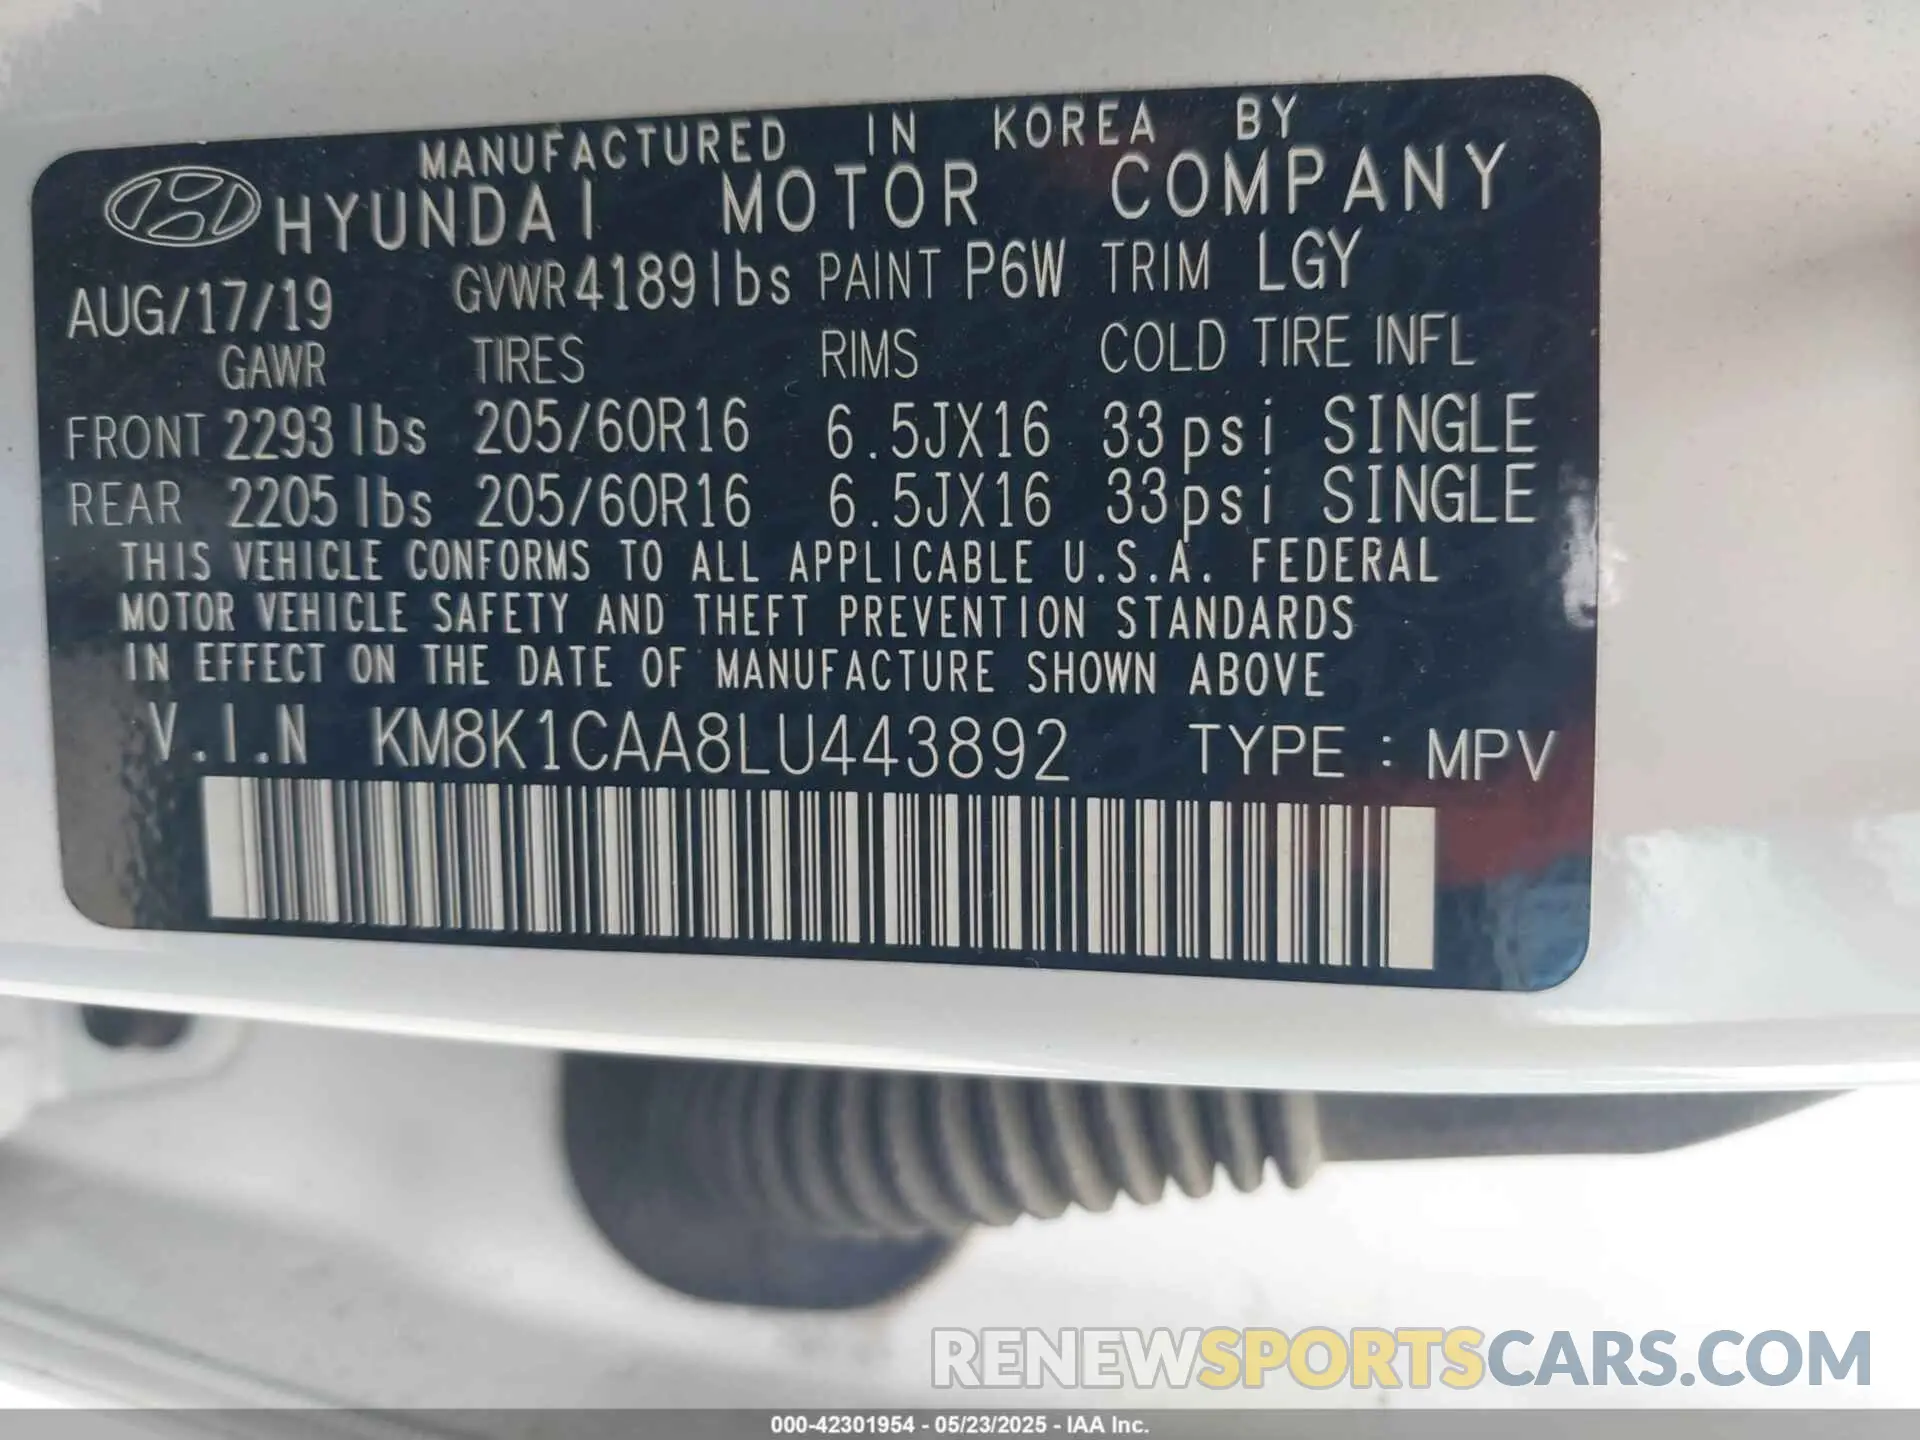 MANUFACTURED IN KOREA BY
HYUNDAI MOTOR COMPANY
AUG/17/19 GVWR 4189lbs PAINT P6W TRIM LGY
GAWR TIRES RIMS COLD TIRE INFL
FRONT 2293 lbs 205/60R16 6.5JX16 33psi SINGLE
REAR 2205 lbs 205/60R16 6.5JX16 33psi SINGLE
THIS VEHICLE CONFORMS TO ALL APPLICABLE U.S.A. FEDERAL
MOTOR VEHICLE SAFETY AND THEFT PREVENTION STANDARDS
IN EFFECT ON THE DATE OF MANUFACTURE SHOWN ABOVE
V.I.N KM8K1CAA8LU443892 TYPE : MPV
RENEWSPORTSCARS.COM
000-42301954 - 05/23/2025 - IAA Inc.